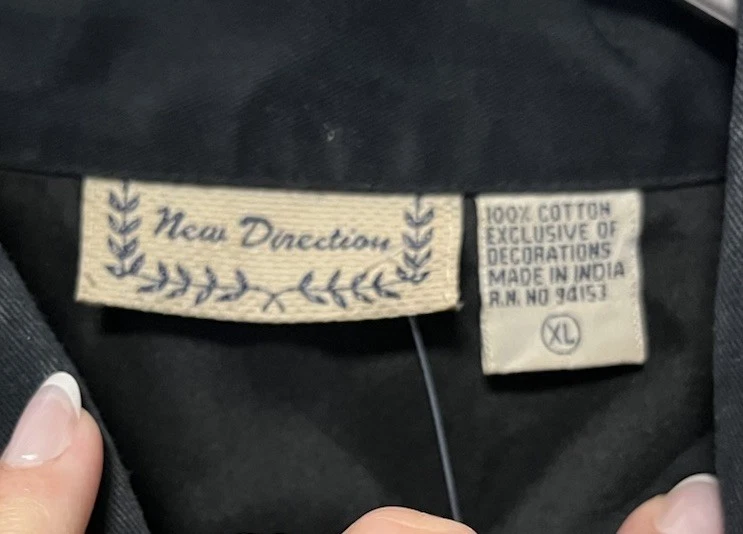 New Direction
100% COTTON
EXCLUSIVE OF
DECORATIONS
MADE IN INDIA
R.N. NO 94153
XL